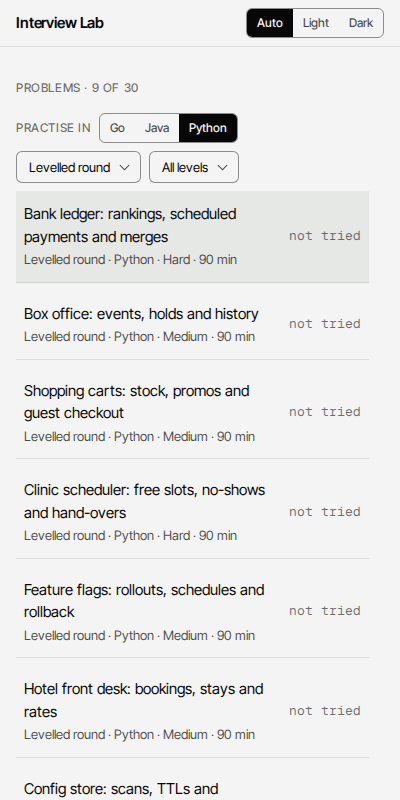 Interview Lab
Auto Light Dark
PROBLEMS · 9 OF 30
PRACTISE IN Go Java Python
Levelled round All levels
Bank ledger: rankings, scheduled
payments and merges
not tried
Levelled round · Python · Hard · 90 min
Box office: events, holds and history
not tried
Levelled round · Python · Medium · 90 min
Shopping carts: stock, promos and
guest checkout
not tried
Levelled round · Python · Medium · 90 min
Clinic scheduler: free slots, no-shows
and hand-overs
not tried
Levelled round · Python · Hard · 90 min
Feature flags: rollouts, schedules and
rollback
not tried
Levelled round · Python · Medium · 90 min
Hotel front desk: bookings, stays and
rates
not tried
Levelled round · Python · Medium · 90 min
Config store: scans, TTLs and